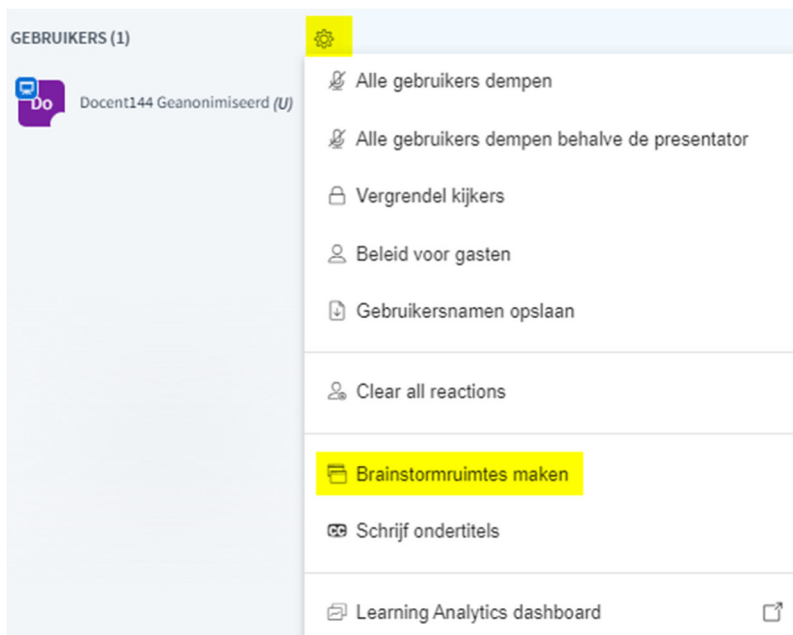 GEBRUIKERS (1)
Do Docent144 Geanonimiseerd (U)
Alle gebruikers dempen
Alle gebruikers dempen behalve de presentator
Vergrendel kijkers
Beleid voor gasten
Gebruikersnamen opslaan
Clear all reactions
Brainstormruimtes maken
CC Schrijf ondertitels
Learning Analytics dashboard